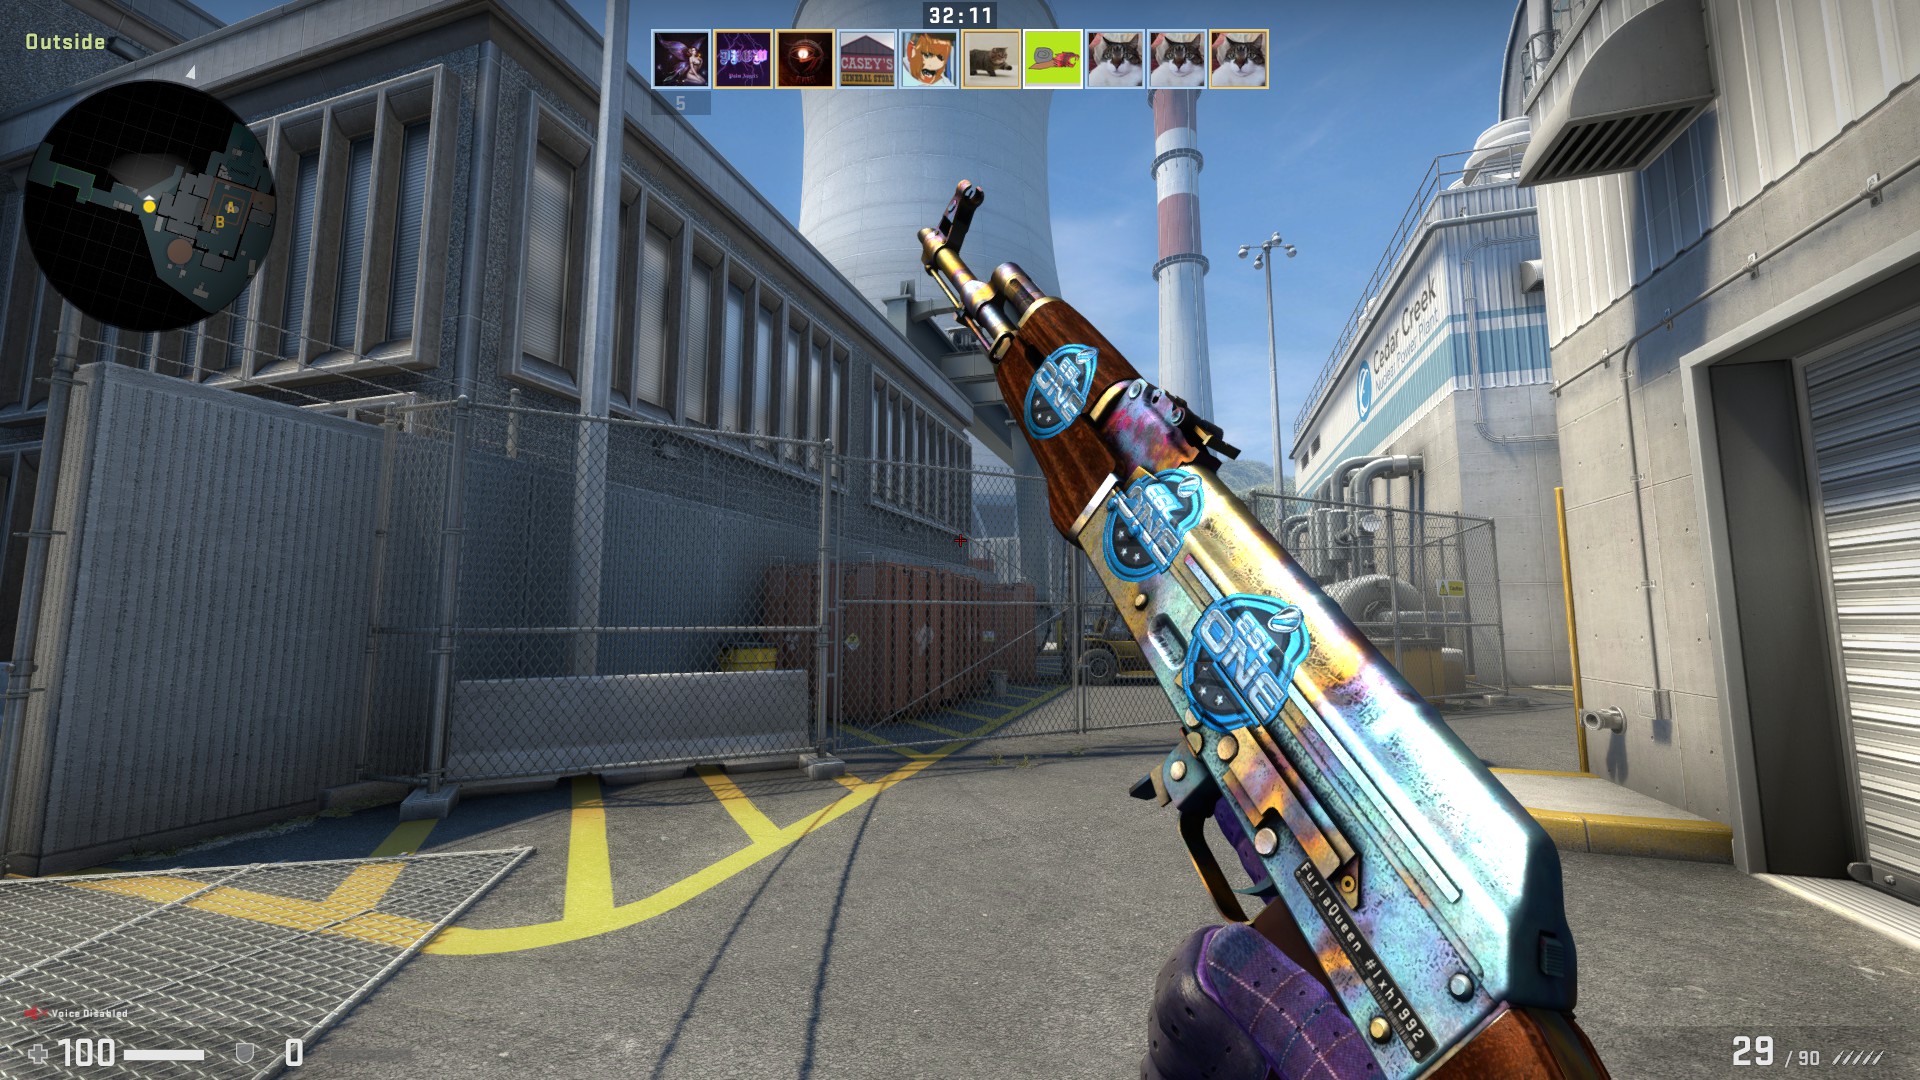 Outside
32:11
CASEY'S
GENERAL STORE
5
A
B
Cedar Creek
Nuclear Power Plant
ESL
ONE
ESL
ONE
ESL
ONE
FuriaQueen #lxh1992
Voice Disabled
100
0
29 / 90